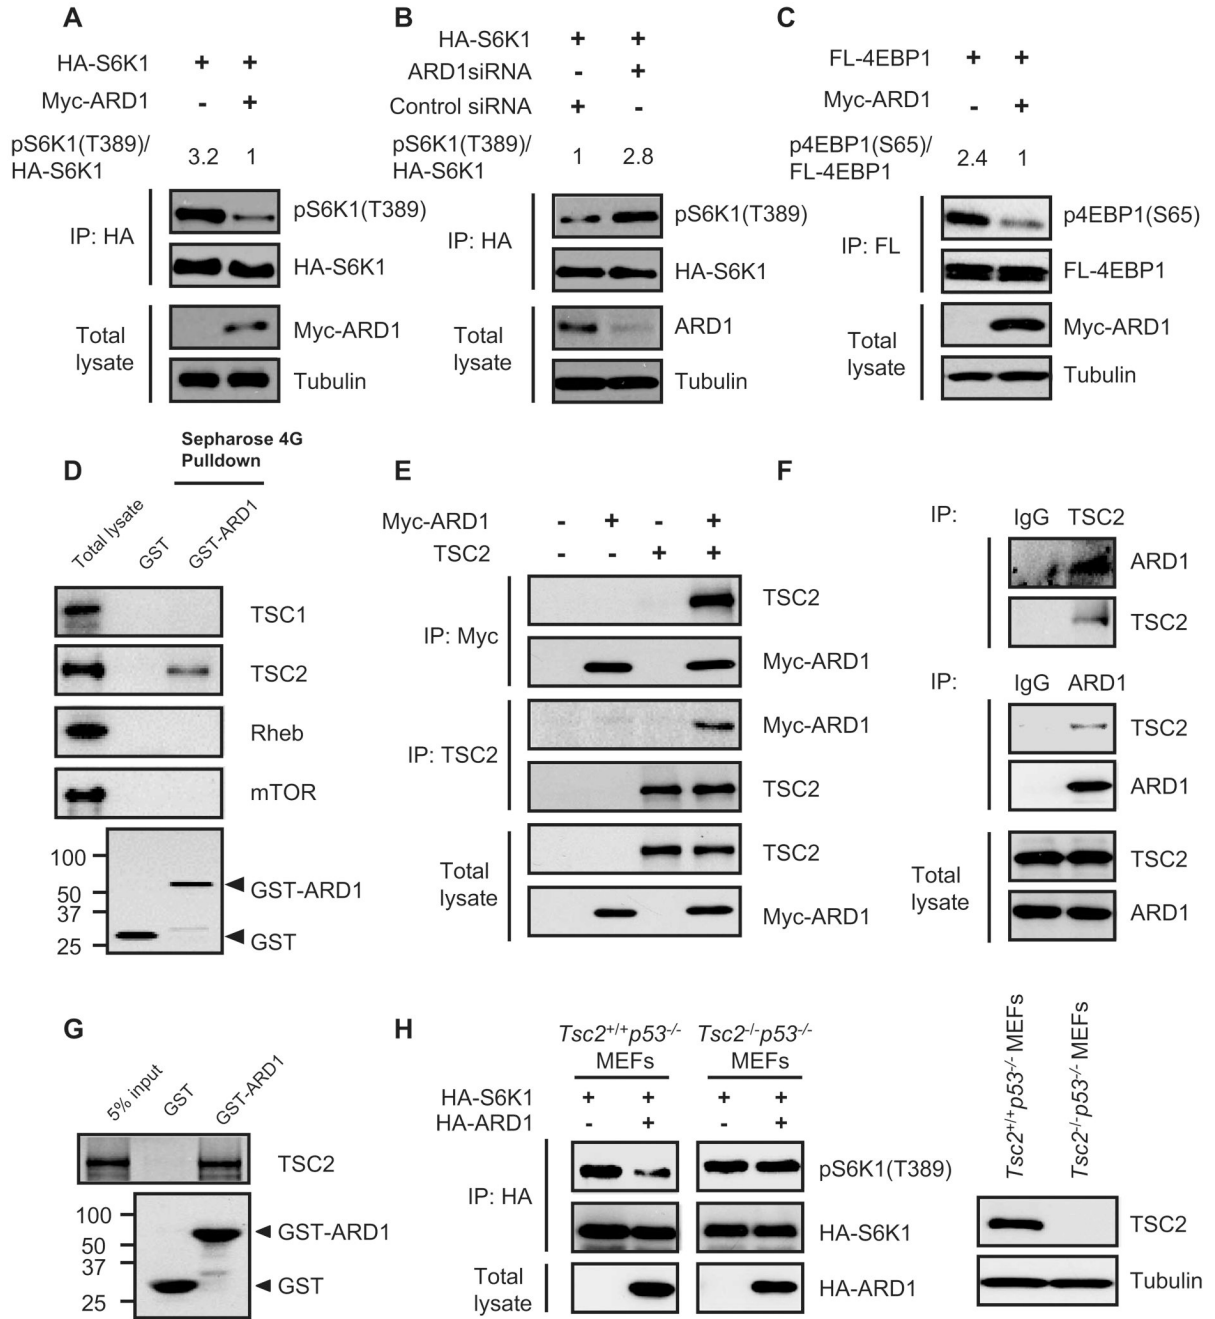 A
HA-S6K1 + +
Myc-ARD1 - +
pS6K1(T389)/
HA-S6K1 3.2 1
IP: HA
pS6K1(T389)
HA-S6K1
Total
lysate
Myc-ARD1
Tubulin
B
HA-S6K1 + +
ARD1siRNA - +
Control siRNA + -
pS6K1(T389)/
HA-S6K1 1 2.8
IP: HA
pS6K1(T389)
HA-S6K1
Total
lysate
ARD1
Tubulin
C
FL-4EBP1 + +
Myc-ARD1 - +
p4EBP1(S65)/
FL-4EBP1 2.4 1
IP: FL
p4EBP1(S65)
FL-4EBP1
Total
lysate
Myc-ARD1
Tubulin
D
Sepharose 4G
Pulldown
Total lysate
GST
GST-ARD1
TSC1
TSC2
Rheb
mTOR
100
50
37
25
GST-ARD1
GST
E
Myc-ARD1 - + - +
TSC2 - - + +
IP: Myc
TSC2
Myc-ARD1
IP: TSC2
Myc-ARD1
TSC2
Total
lysate
TSC2
Myc-ARD1
F
IP: IgG TSC2
ARD1
TSC2
IP: IgG ARD1
TSC2
ARD1
Total
lysate
TSC2
ARD1
G
5% input
GST
GST-ARD1
TSC2
100
50
37
25
GST-ARD1
GST
H
Tsc2+/+p53-/- Tsc2-/-p53-/-
MEFs MEFs
HA-S6K1 + + + +
HA-ARD1 - + - +
IP: HA
pS6K1(T389)
HA-S6K1
Total
lysate
HA-ARD1
Tsc2+/+p53-/- MEFs
Tsc2-/-p53-/- MEFs
TSC2
Tubulin